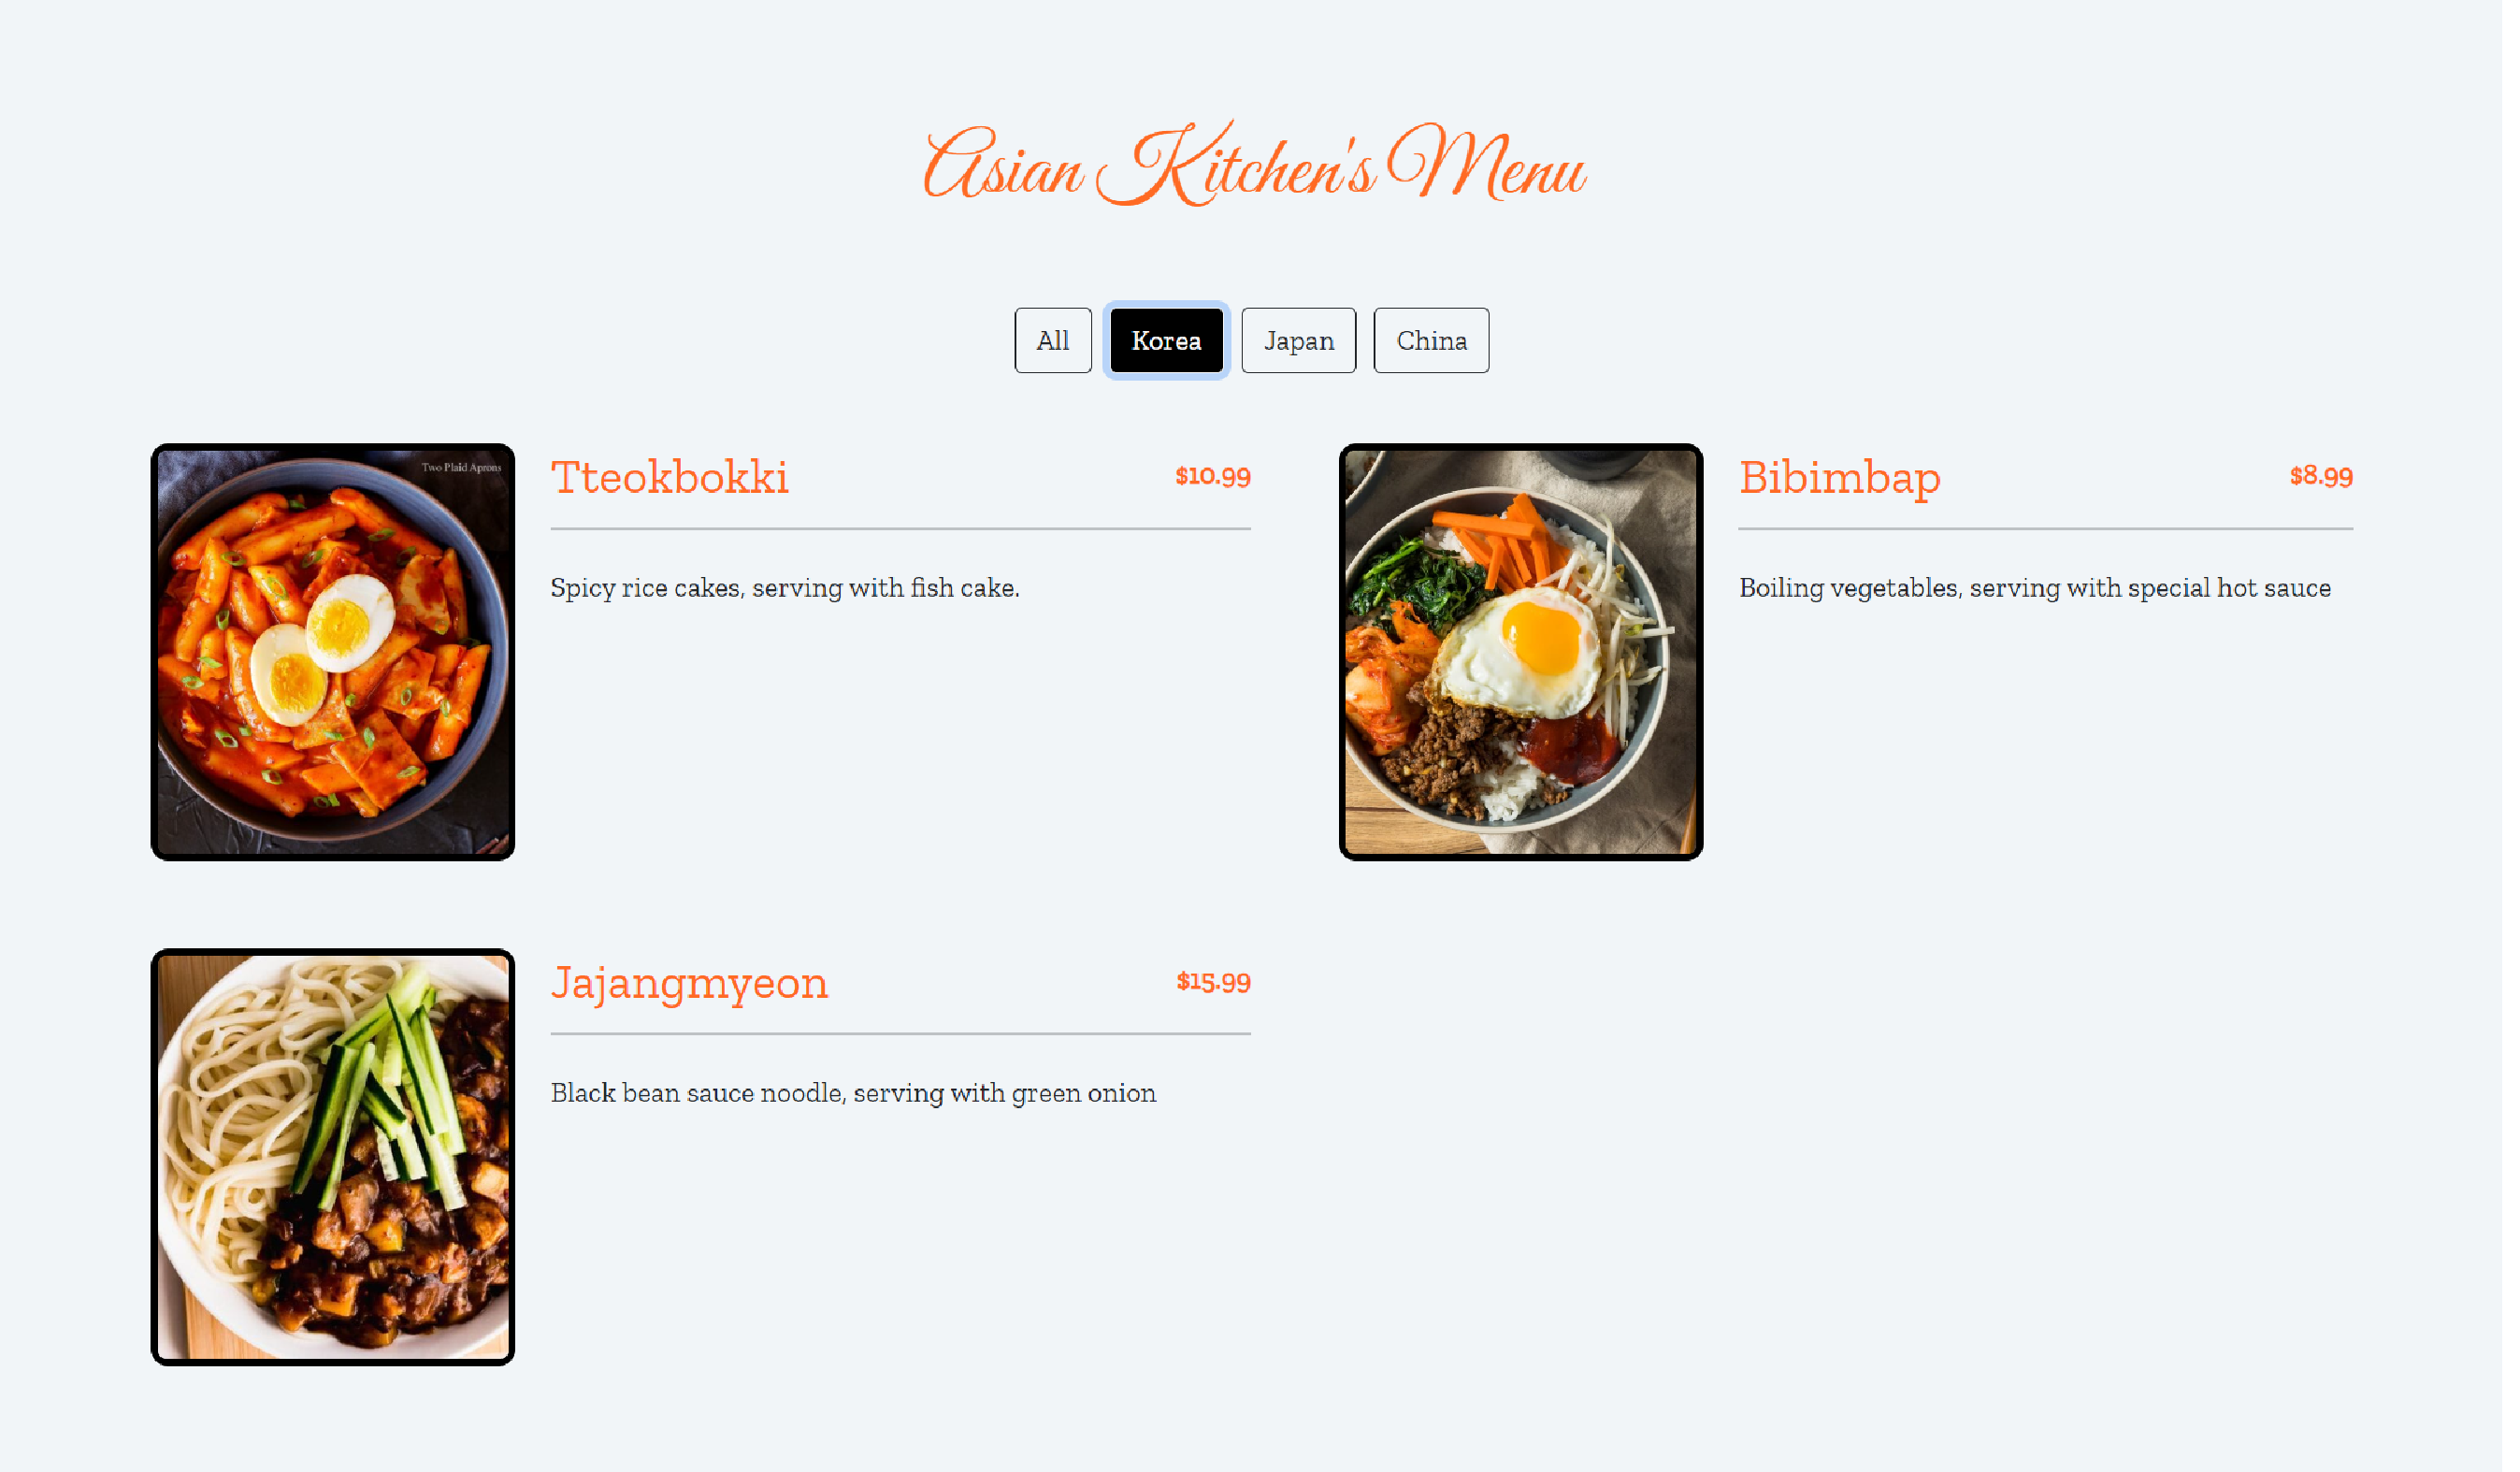 Asian Kitchen's Menu
All
Korea
Japan
China
Two Plaid Aprons
Tteokbokki
$10.99
Spicy rice cakes, serving with fish cake.
Bibimbap
$8.99
Boiling vegetables, serving with special hot sauce
Jajangmyeon
$15.99
Black bean sauce noodle, serving with green onion